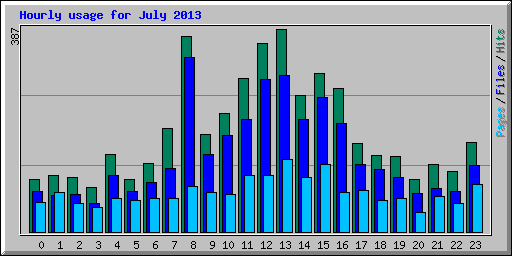 Hourly usage for July 2013
387
Pages/Files/Hits
0 1 2 3 4 5 6 7 8 9 10 11 12 13 14 15 16 17 18 19 20 21 22 23